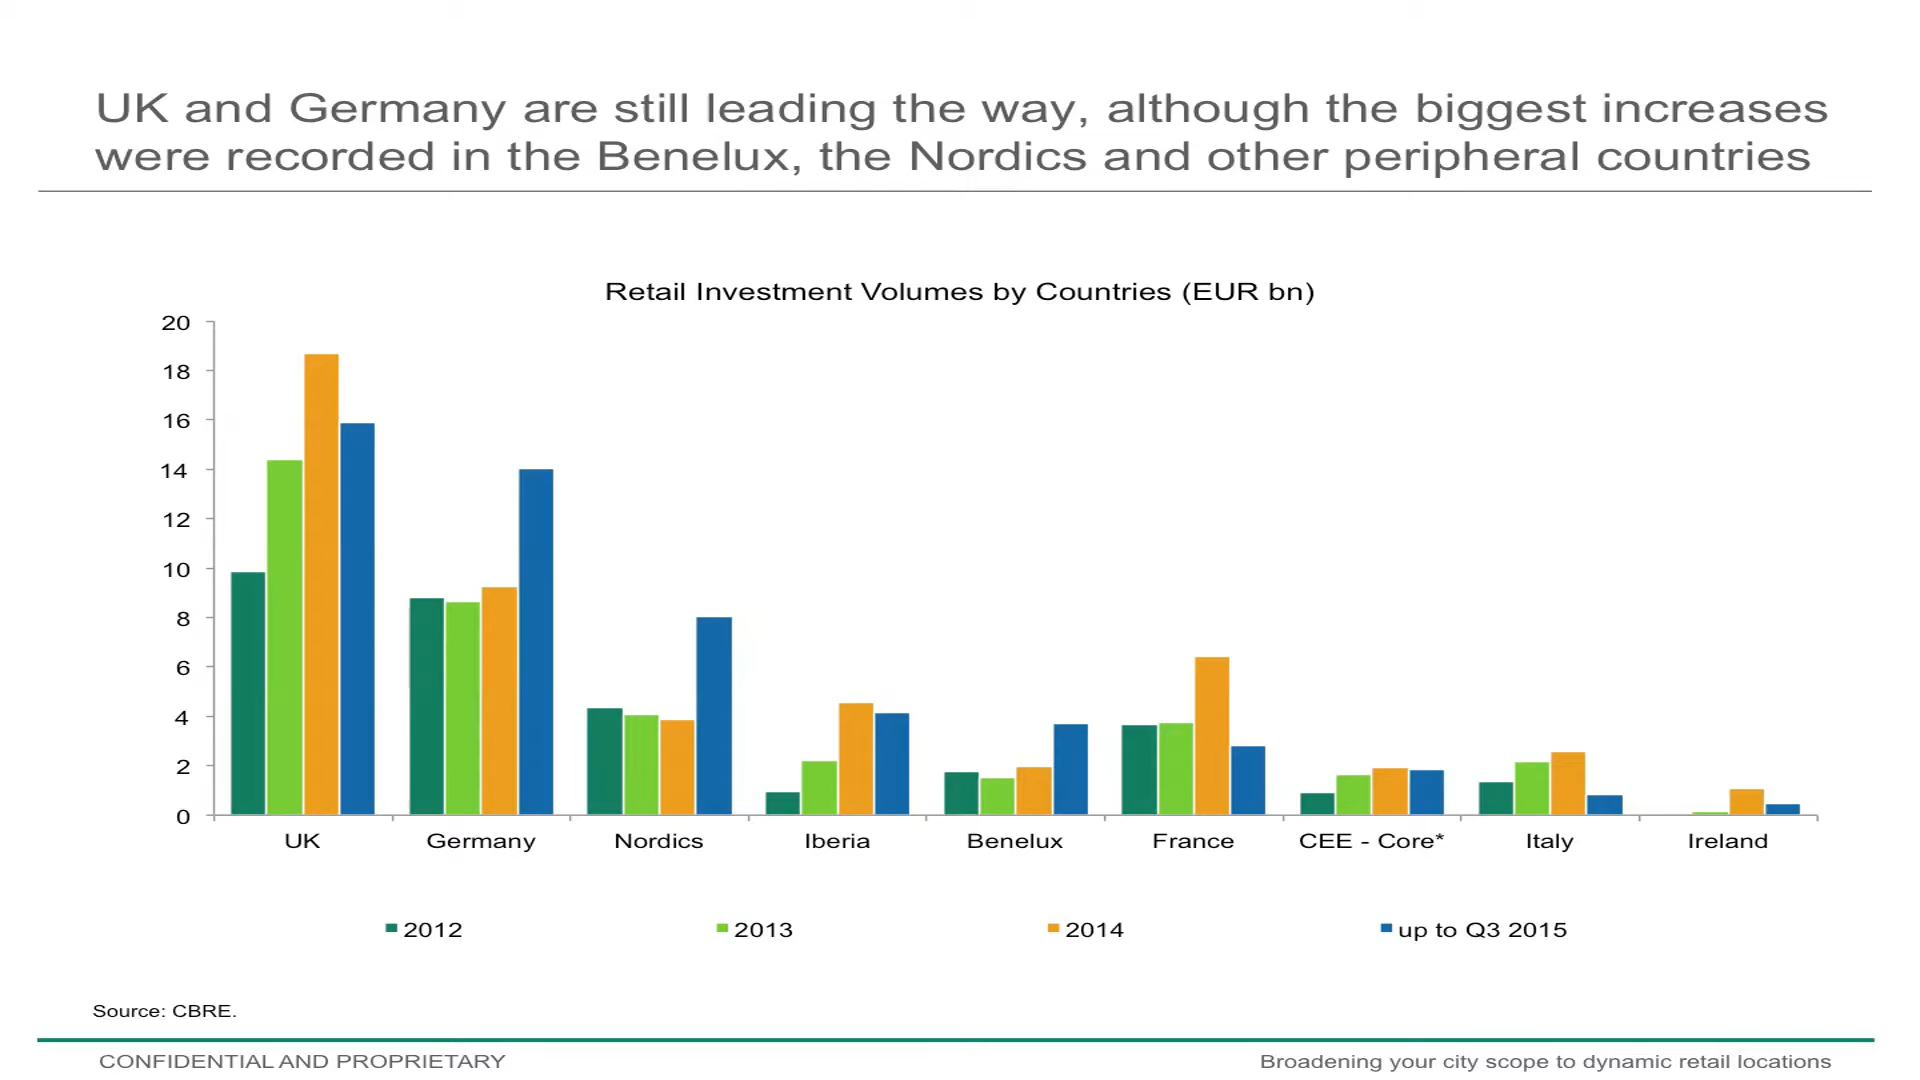 UK and Germany are still leading the way, although the biggest increases
were recorded in the Benelux, the Nordics and other peripheral countries
Retail Investment Volumes by Countries (EUR bn)
20
18
16
14
12
10
8
6
4
2
0
UK Germany Nordics Iberia Benelux France CEE - Core* Italy Ireland
2012 2013 2014 up to Q3 2015
Source: CBRE.
CONFIDENTIAL AND PROPRIETARY Broadening your city scope to dynamic retail locations